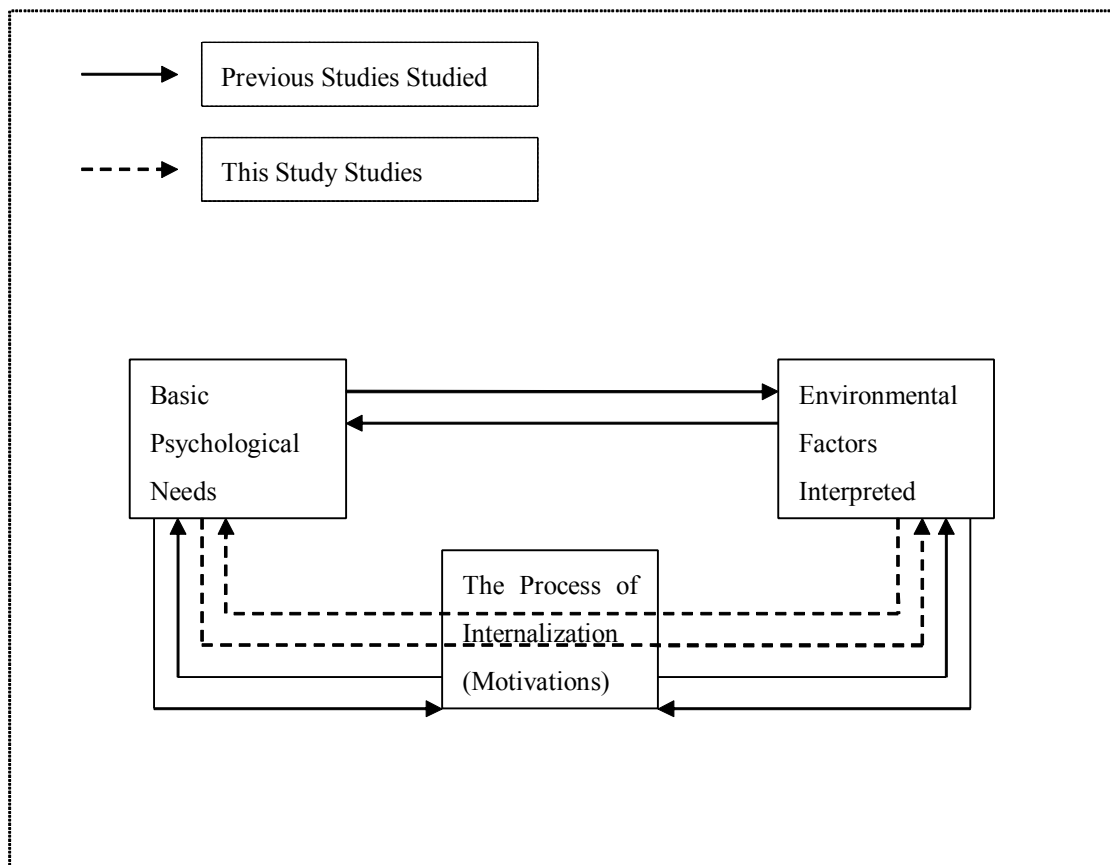 Previous Studies Studied
This Study Studies
Basic
Psychological
Needs
Environmental
Factors
Interpreted
The Process of
Internalization
(Motivations)